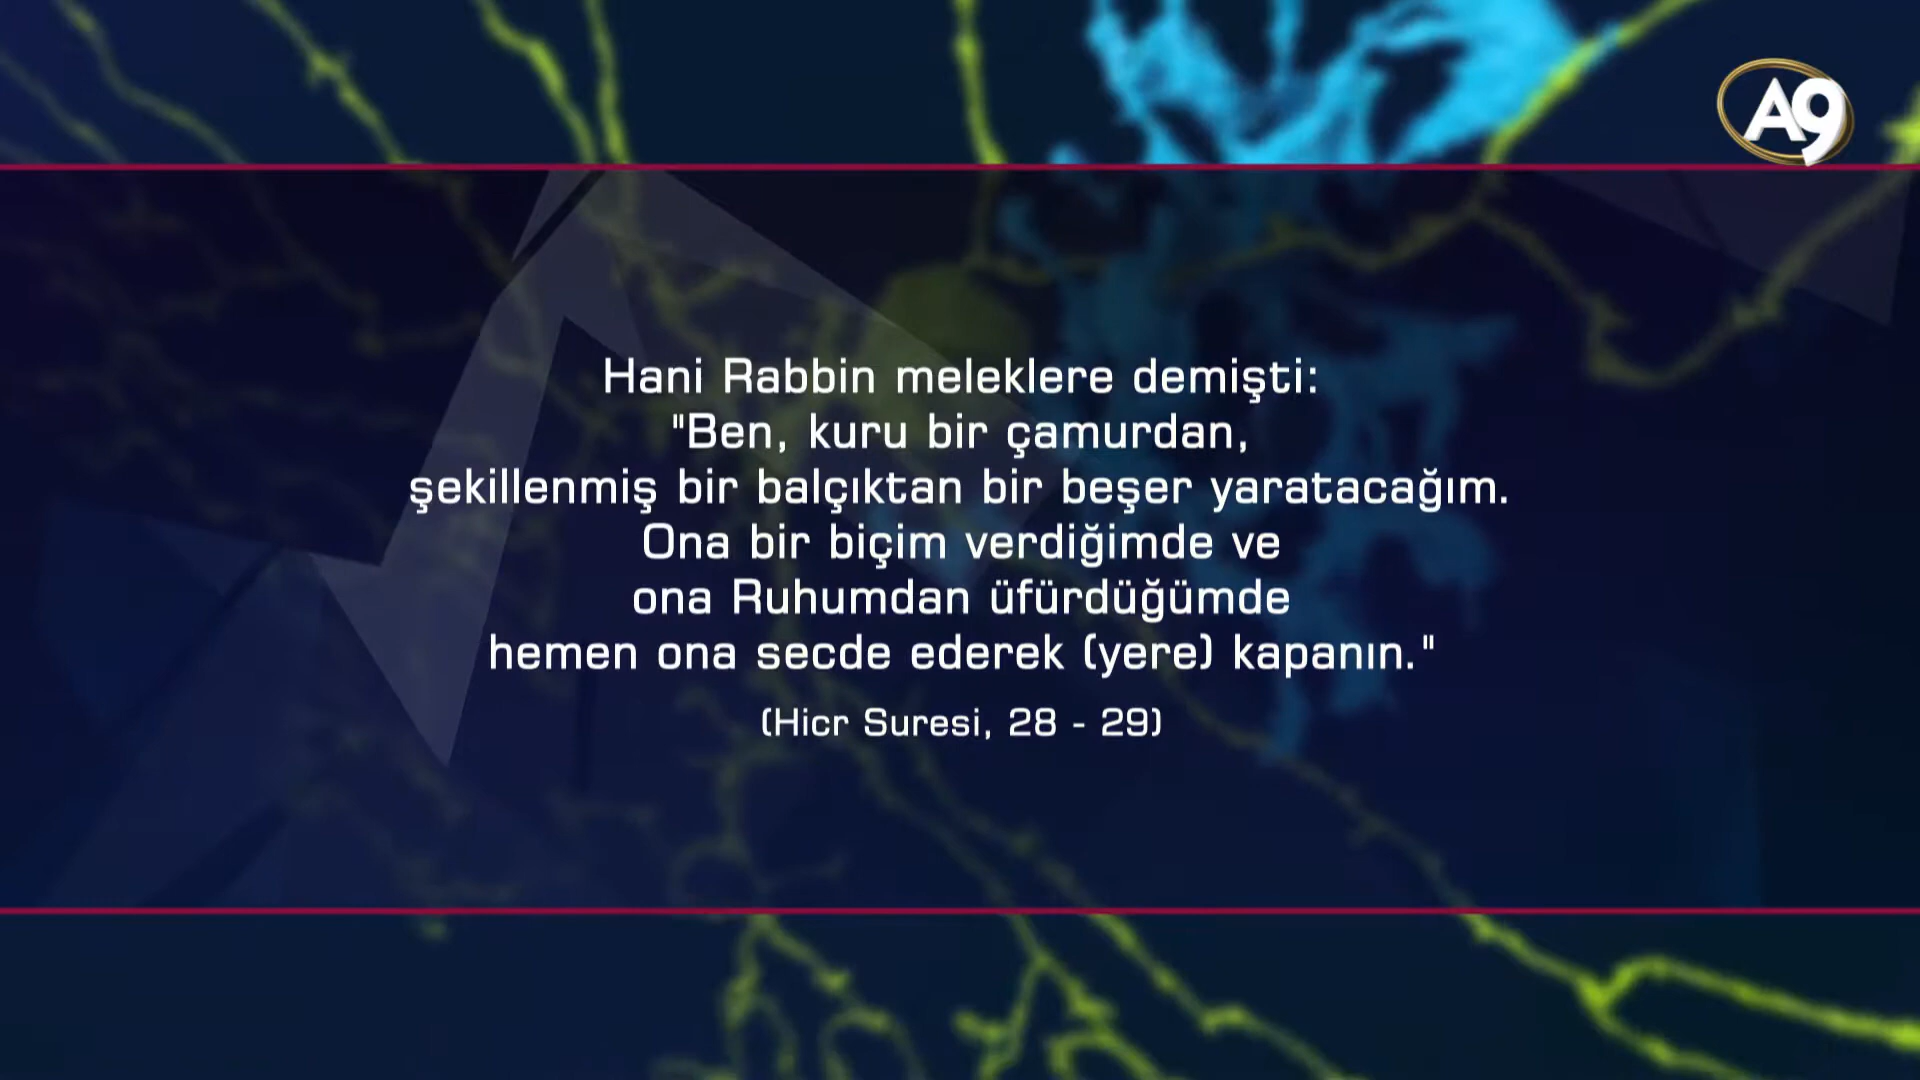 A9
Hani Rabbin meleklere demişti:
"Ben, kuru bir çamurdan,
şekillenmiş bir balçıktan bir beşer yaratacağım.
Ona bir biçim verdiğimde ve
ona Ruhumdan üfürdüğümde
hemen ona secde ederek (yere) kapanın."
(Hicr Suresi, 28 - 29)